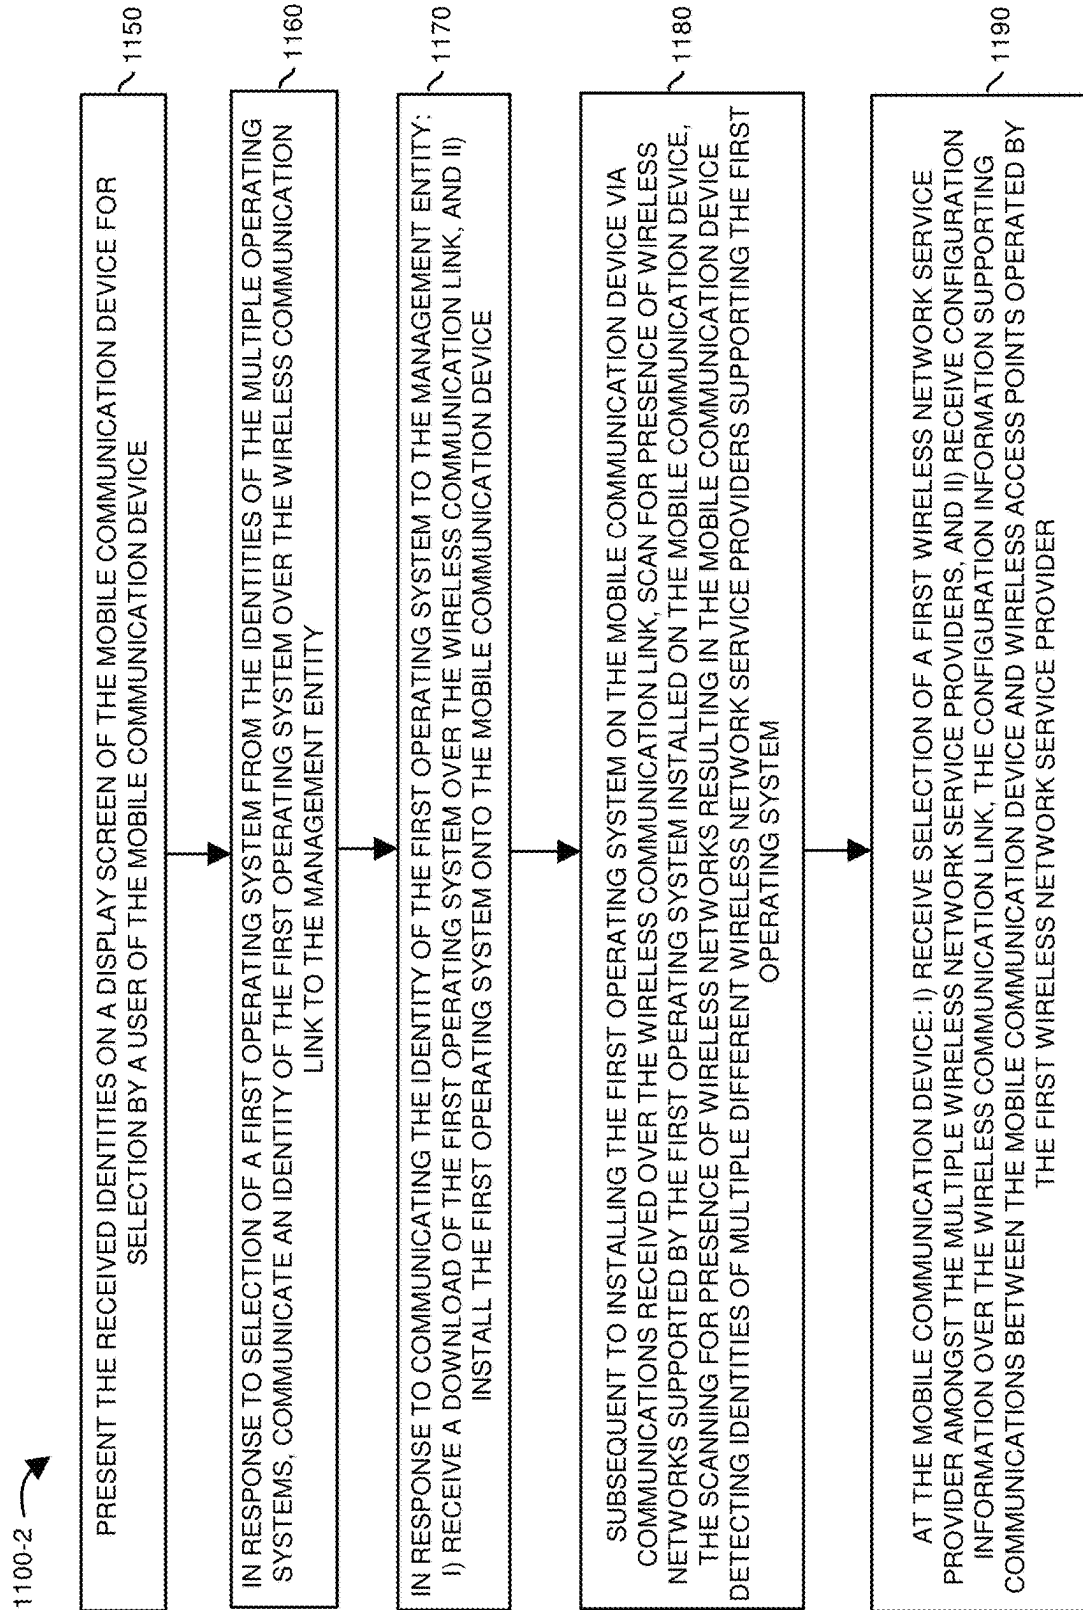 1100-2
PRESENT THE RECEIVED IDENTITIES ON A DISPLAY SCREEN OF THE MOBILE COMMUNICATION DEVICE FOR
SELECTION BY A USER OF THE MOBILE COMMUNICATION DEVICE
1150
IN RESPONSE TO SELECTION OF A FIRST OPERATING SYSTEM FROM THE IDENTITIES OF THE MULTIPLE OPERATING
SYSTEMS, COMMUNICATE AN IDENTITY OF THE FIRST OPERATING SYSTEM OVER THE WIRELESS COMMUNICATION
LINK TO THE MANAGEMENT ENTITY
1160
IN RESPONSE TO COMMUNICATING THE IDENTITY OF THE FIRST OPERATING SYSTEM TO THE MANAGEMENT ENTITY:
I) RECEIVE A DOWNLOAD OF THE FIRST OPERATING SYSTEM OVER THE WIRELESS COMMUNICATION LINK, AND II)
INSTALL THE FIRST OPERATING SYSTEM ONTO THE MOBILE COMMUNICATION DEVICE
1170
SUBSEQUENT TO INSTALLING THE FIRST OPERATING SYSTEM ON THE MOBILE COMMUNICATION DEVICE VIA
COMMUNICATIONS RECEIVED OVER THE WIRELESS COMMUNICATION LINK, SCAN FOR PRESENCE OF WIRELESS
NETWORKS SUPPORTED BY THE FIRST OPERATING SYSTEM INSTALLED ON THE MOBILE COMMUNICATION DEVICE,
THE SCANNING FOR PRESENCE OF WIRELESS NETWORKS RESULTING IN THE MOBILE COMMUNICATION DEVICE
DETECTING IDENTITIES OF MULTIPLE DIFFERENT WIRELESS NETWORK SERVICE PROVIDERS SUPPORTING THE FIRST
OPERATING SYSTEM
1180
AT THE MOBILE COMMUNICATION DEVICE: I) RECEIVE SELECTION OF A FIRST WIRELESS NETWORK SERVICE
PROVIDER AMONGST THE MULTIPLE WIRELESS NETWORK SERVICE PROVIDERS, AND II) RECEIVE CONFIGURATION
INFORMATION OVER THE WIRELESS COMMUNICATION LINK, THE CONFIGURATION INFORMATION SUPPORTING
COMMUNICATIONS BETWEEN THE MOBILE COMMUNICATION DEVICE AND WIRELESS ACCESS POINTS OPERATED BY
THE FIRST WIRELESS NETWORK SERVICE PROVIDER
1190